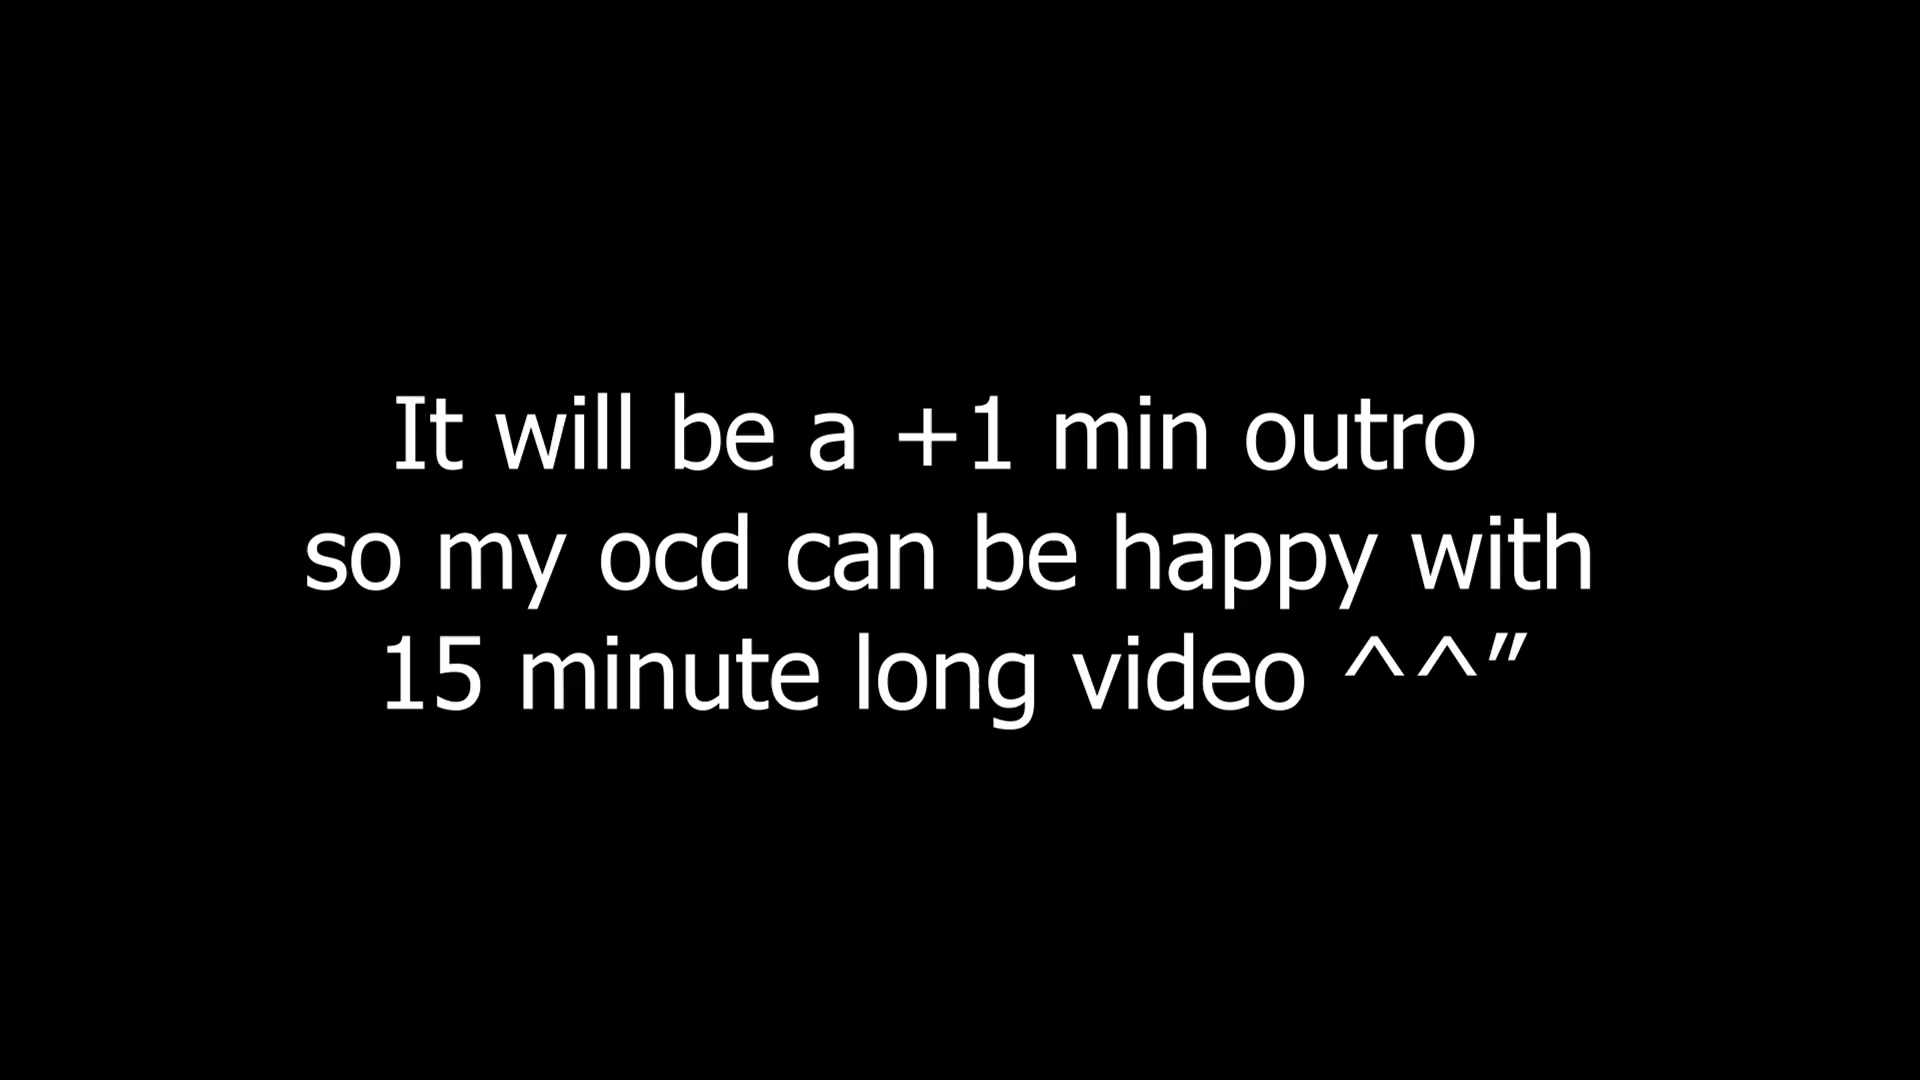 It will be a +1 min outro
so my ocd can be happy with
15 minute long video ^^”